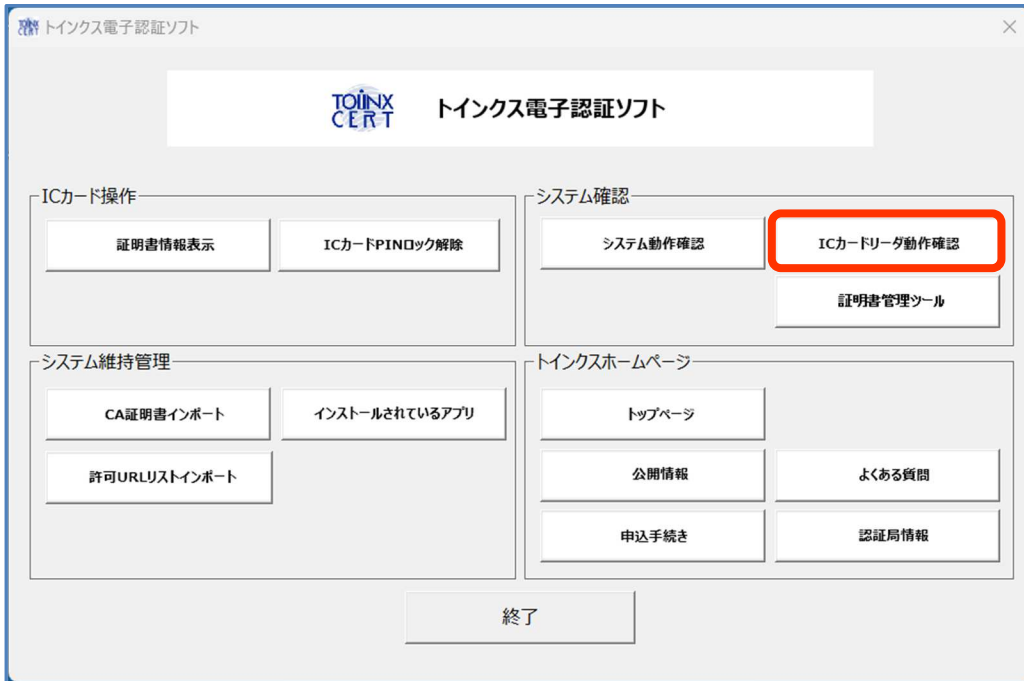 トインクス電子認証ソフト
TOiNX
CERT
トインクス電子認証ソフト
ICカード操作
証明書情報表示
ICカードPINロック解除
システム確認
システム動作確認
ICカードリーダ動作確認
証明書管理ツール
システム維持管理
CA証明書インポート
インストールされているアプリ
許可URLリストインポート
トインクスホームページ
トップページ
公開情報
よくある質問
申込手続き
認証局情報
終了